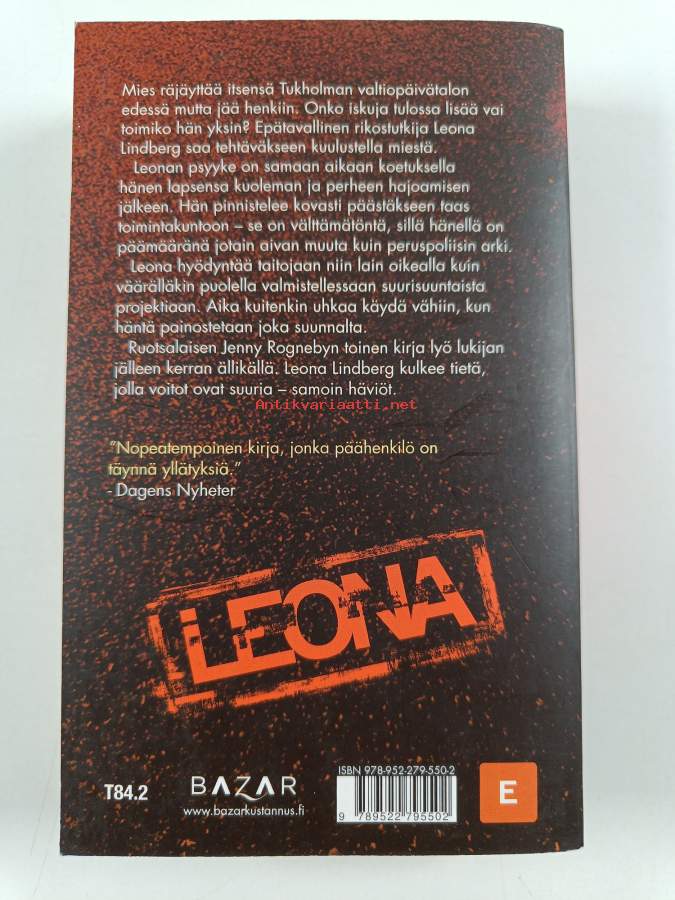 Mies räjäyttää itsensä Tukholman valtiopäivätalon
edessä mutta jää henkiin. Onko iskuja tulossa lisää vai
toimiko hän yksin? Epätavallinen rikostutkija Leona
Lindberg saa tehtäväkseen kuulustella miestä.
Leonan psyyke on samaan aikaan koetuksella
hänen lapsensa kuoleman ja perheen hajoamisen
jälkeen. Hän pinnistelee kovasti päästäkseen taas
toimintakuntoon – se on välttämätöntä, sillä hänellä on
päämääränä jotain aivan muuta kuin peruspoliisin arki.
Leona hyödyntää taitojaan niin lain oikealla kuin
väärälläkin puolella valmistellessaan suurisuuntaista
projektiaan. Aika kuitenkin uhkaa käydä vähiin, kun
häntä painostetaan joka suunnalta.
Ruotsalaisen Jenny Rognebyn toinen kirja lyö lukijan
jälleen kerran ällikällä. Leona Lindberg kulkee tietä,
jolla voitot ovat suuria – samoin häviöt.
Antikvariaatti.net
"Nopeatempoinen kirja, jonka päähenkilö on
täynnä yllätyksiä."
- Dagens Nyheter
LEONA
T84.2
BAZAR
www.bazarkustannus.fi
ISBN 978-952-279-550-2
9 789522 795502
E